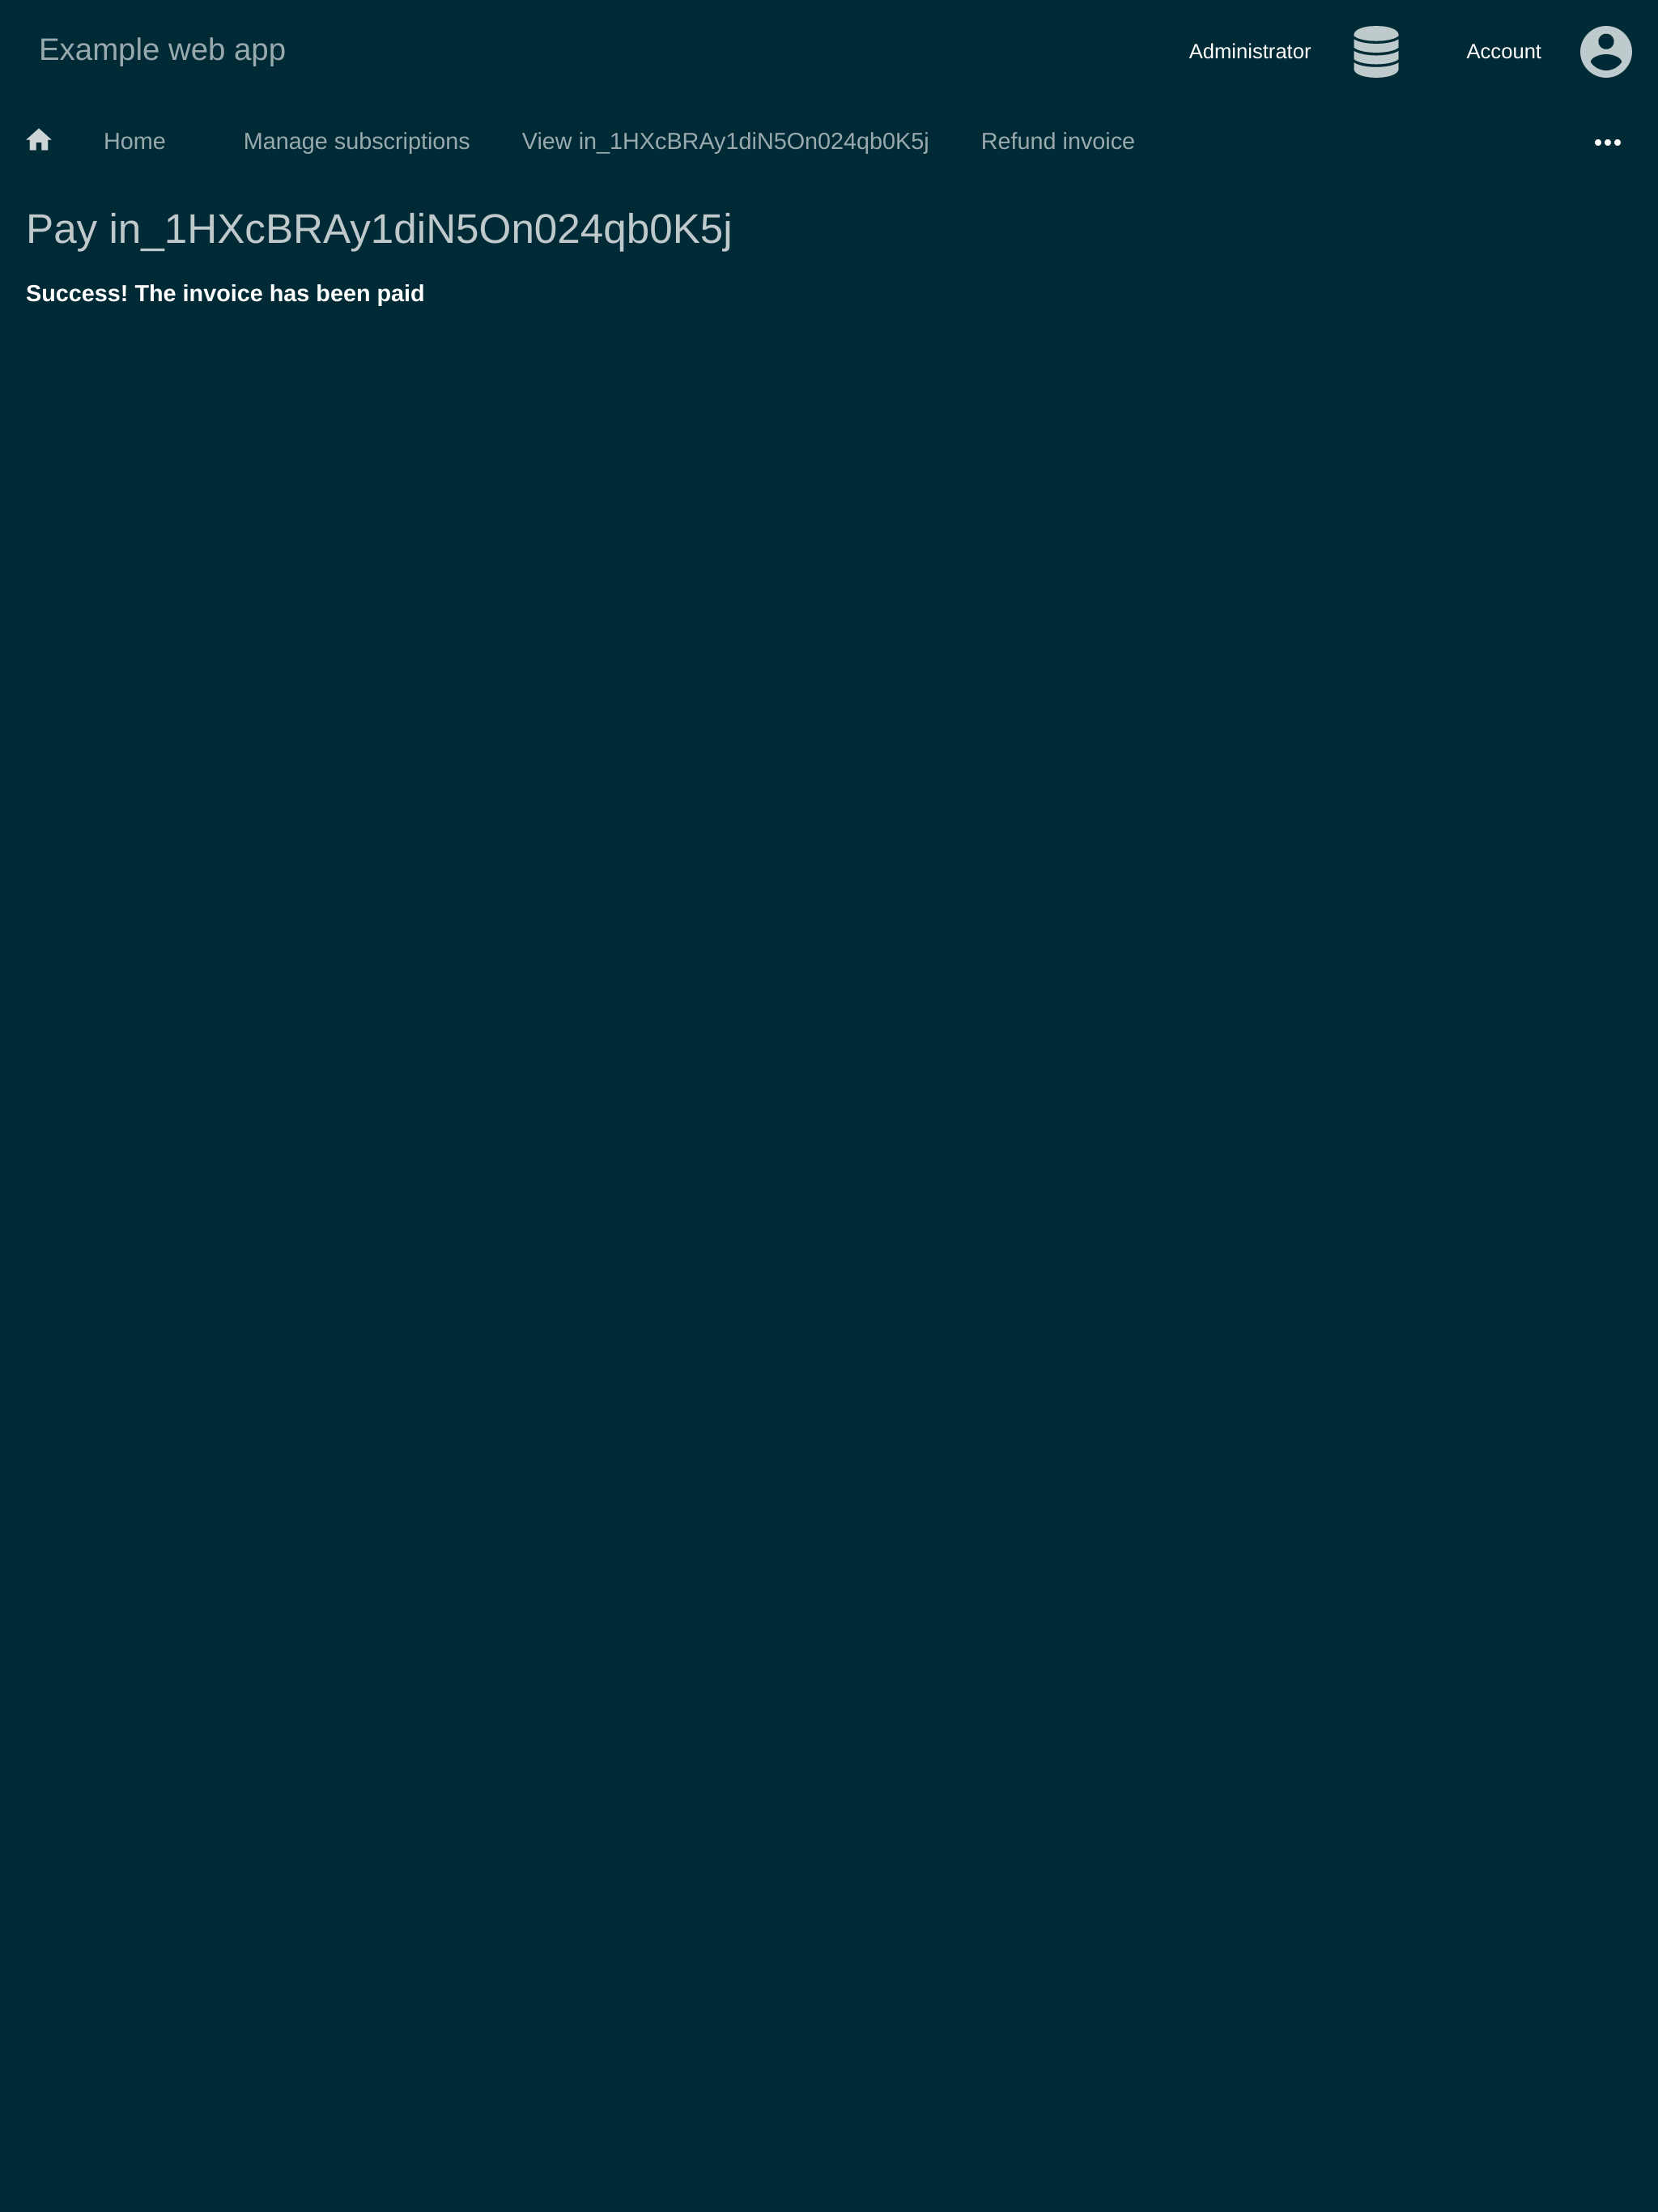 Example web app
Administrator
Account
Home
Manage subscriptions
View in_1HXcBRAy1diN5On024qb0K5j
Refund invoice
Pay in_1HXcBRAy1diN5On024qb0K5j
Success! The invoice has been paid